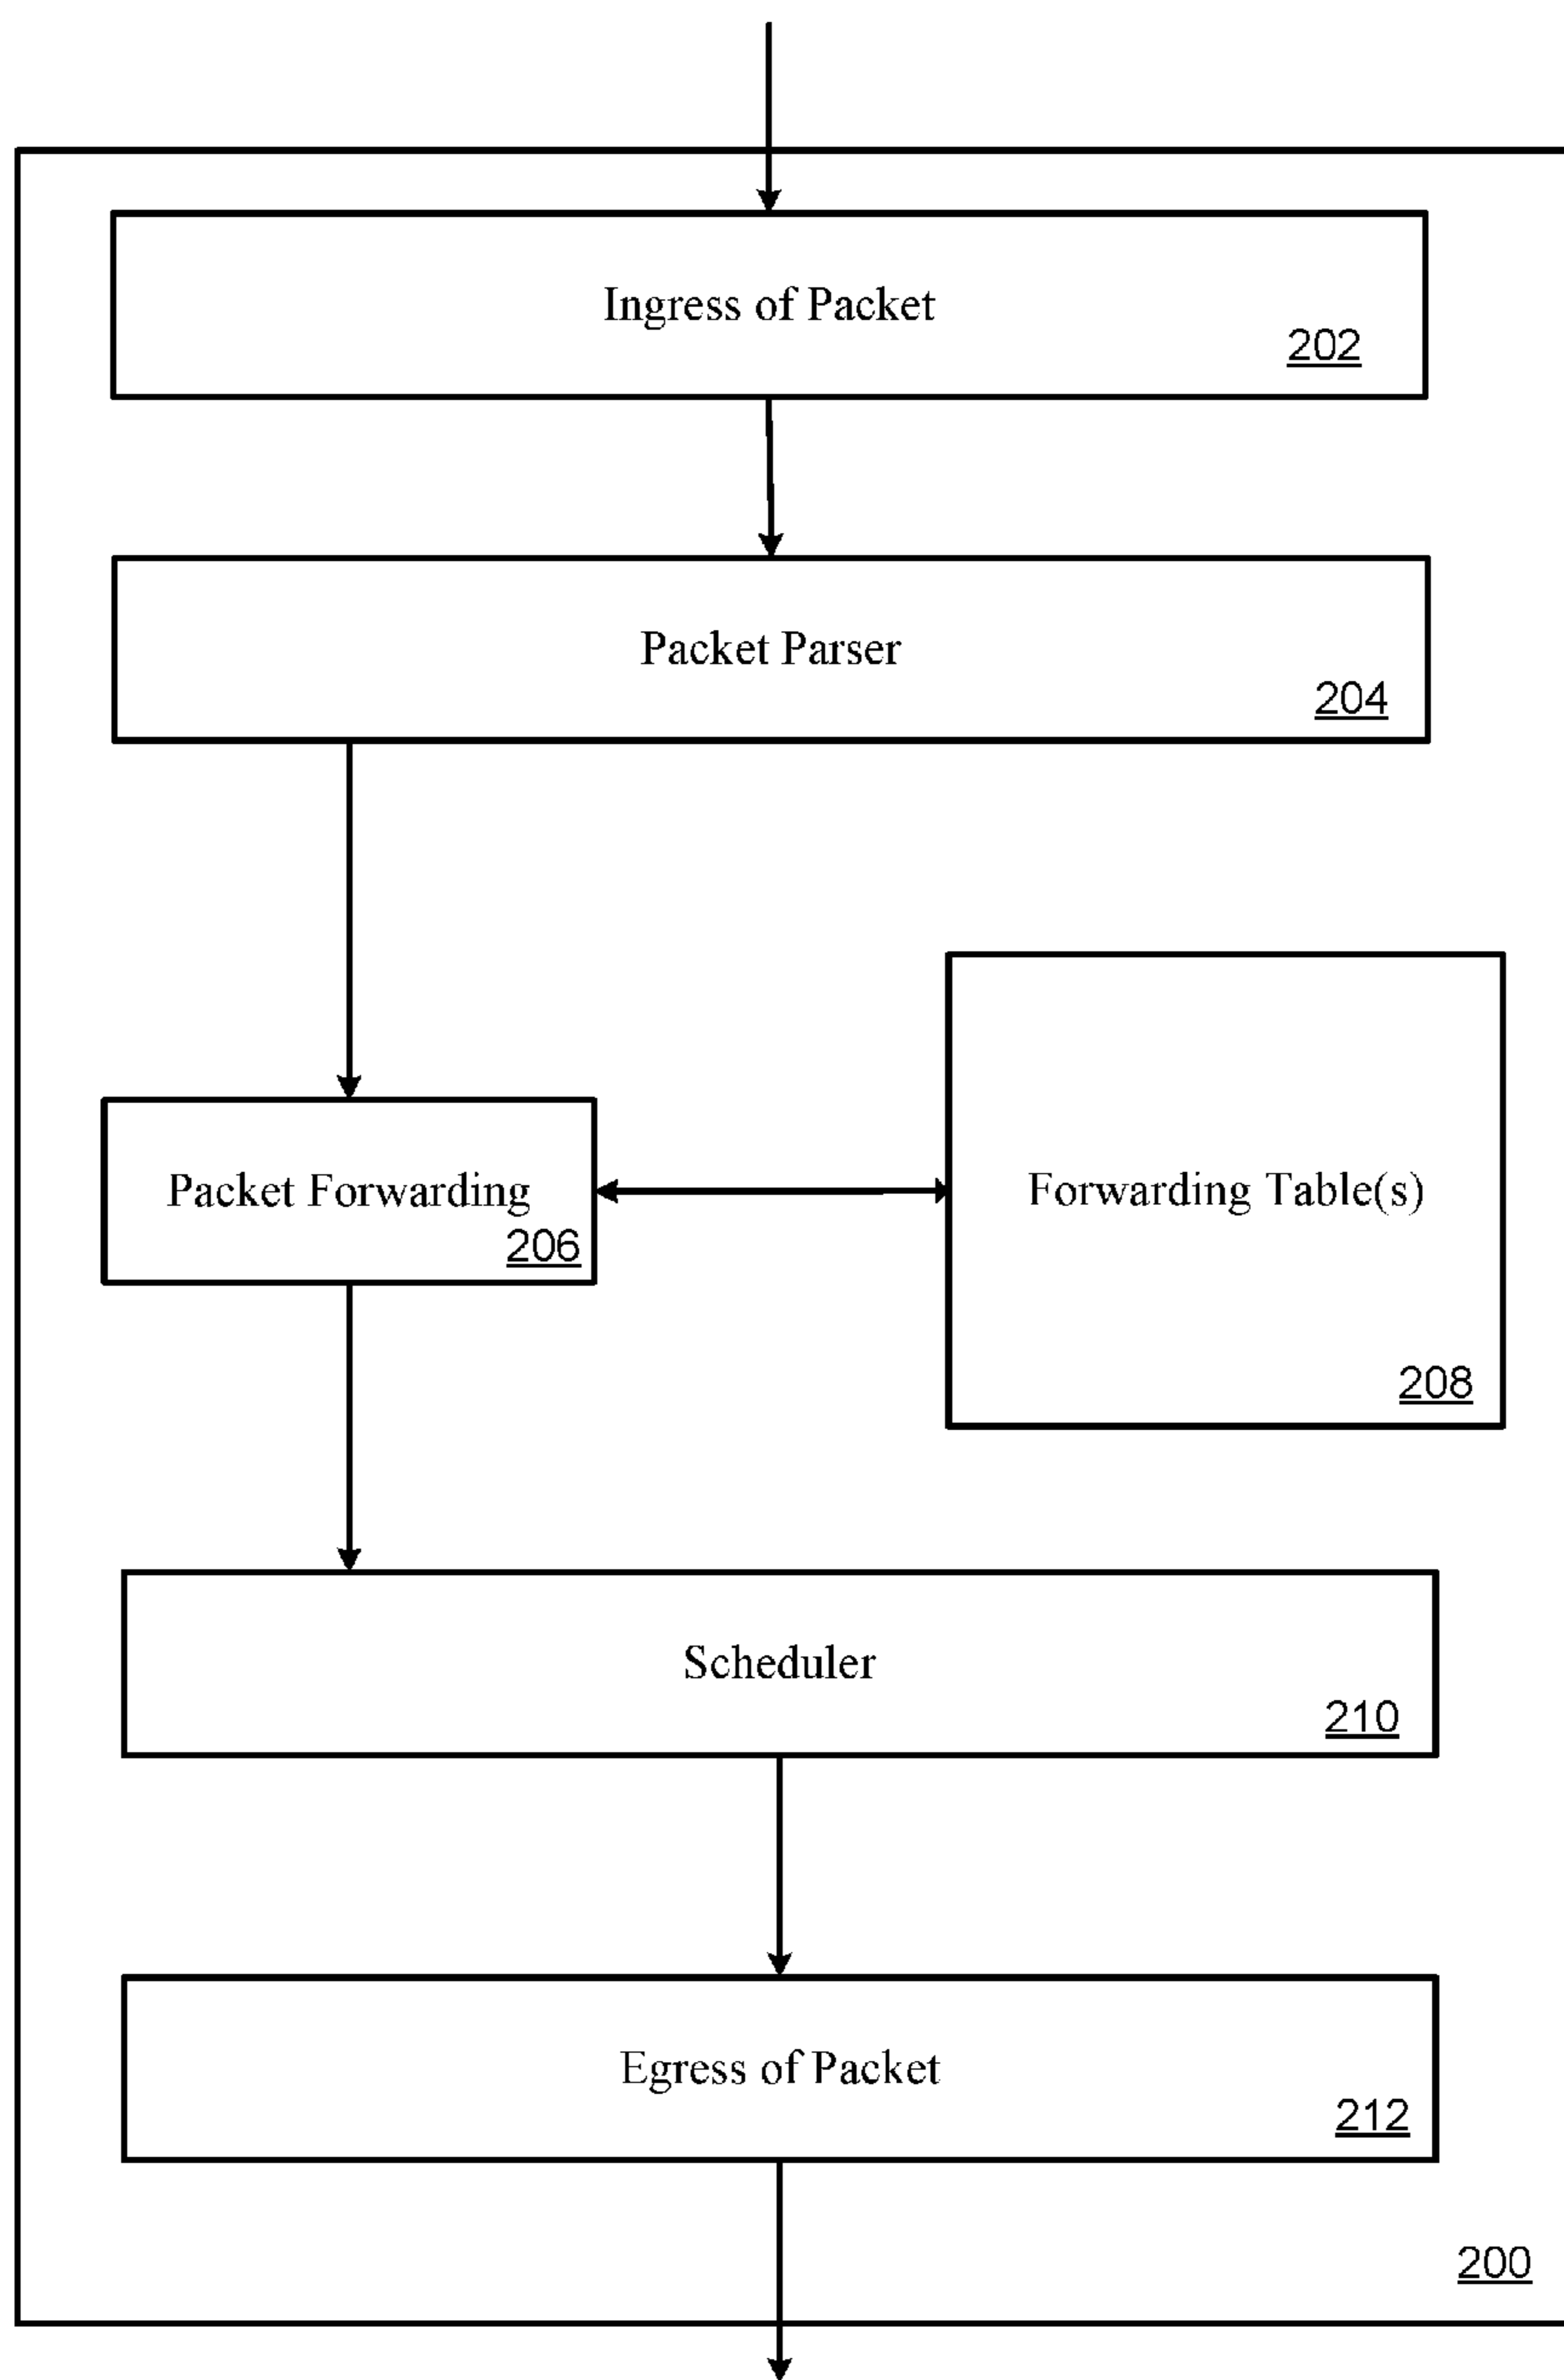 Ingress of Packet
202
Packet Parser
204
Packet Forwarding
206
Forwarding Table(s)
208
Scheduler
210
Egress of Packet
212
200